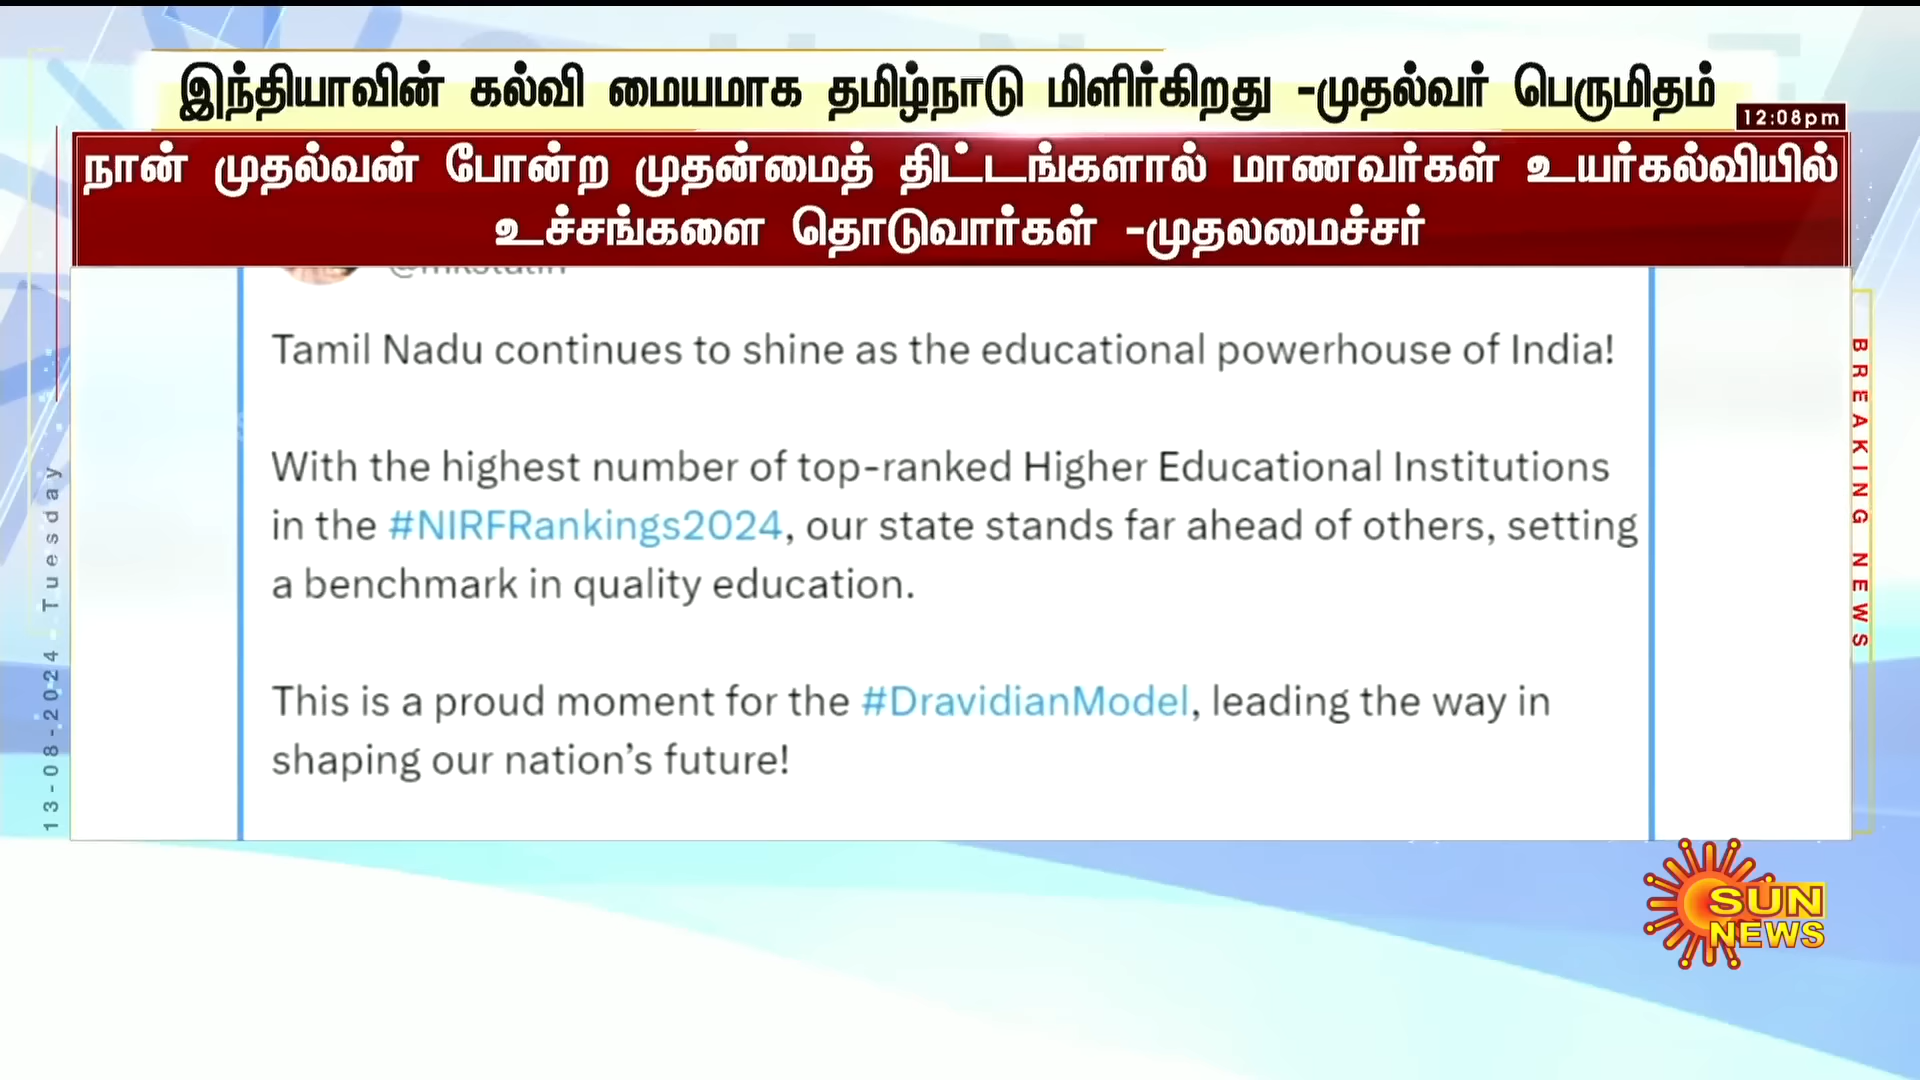 இந்தியாவின் கல்வி மையமாக தமிழ்நாடு மிளிர்கிறது -முதல்வர் பெருமிதம்
12:08pm
நான் முதல்வன் போன்ற முதன்மைத் திட்டங்களால் மாணவர்கள் உயர்கல்வியில்
உச்சங்களை தொடுவார்கள் -முதலமைச்சர்
@mkstalin
Tamil Nadu continues to shine as the educational powerhouse of India!
With the highest number of top-ranked Higher Educational Institutions
in the #NIRFRankings2024, our state stands far ahead of others, setting
a benchmark in quality education.
This is a proud moment for the #DravidianModel, leading the way in
shaping our nation’s future!
13-08-2024 Tuesday
BREAKING NEWS
SUN
NEWS